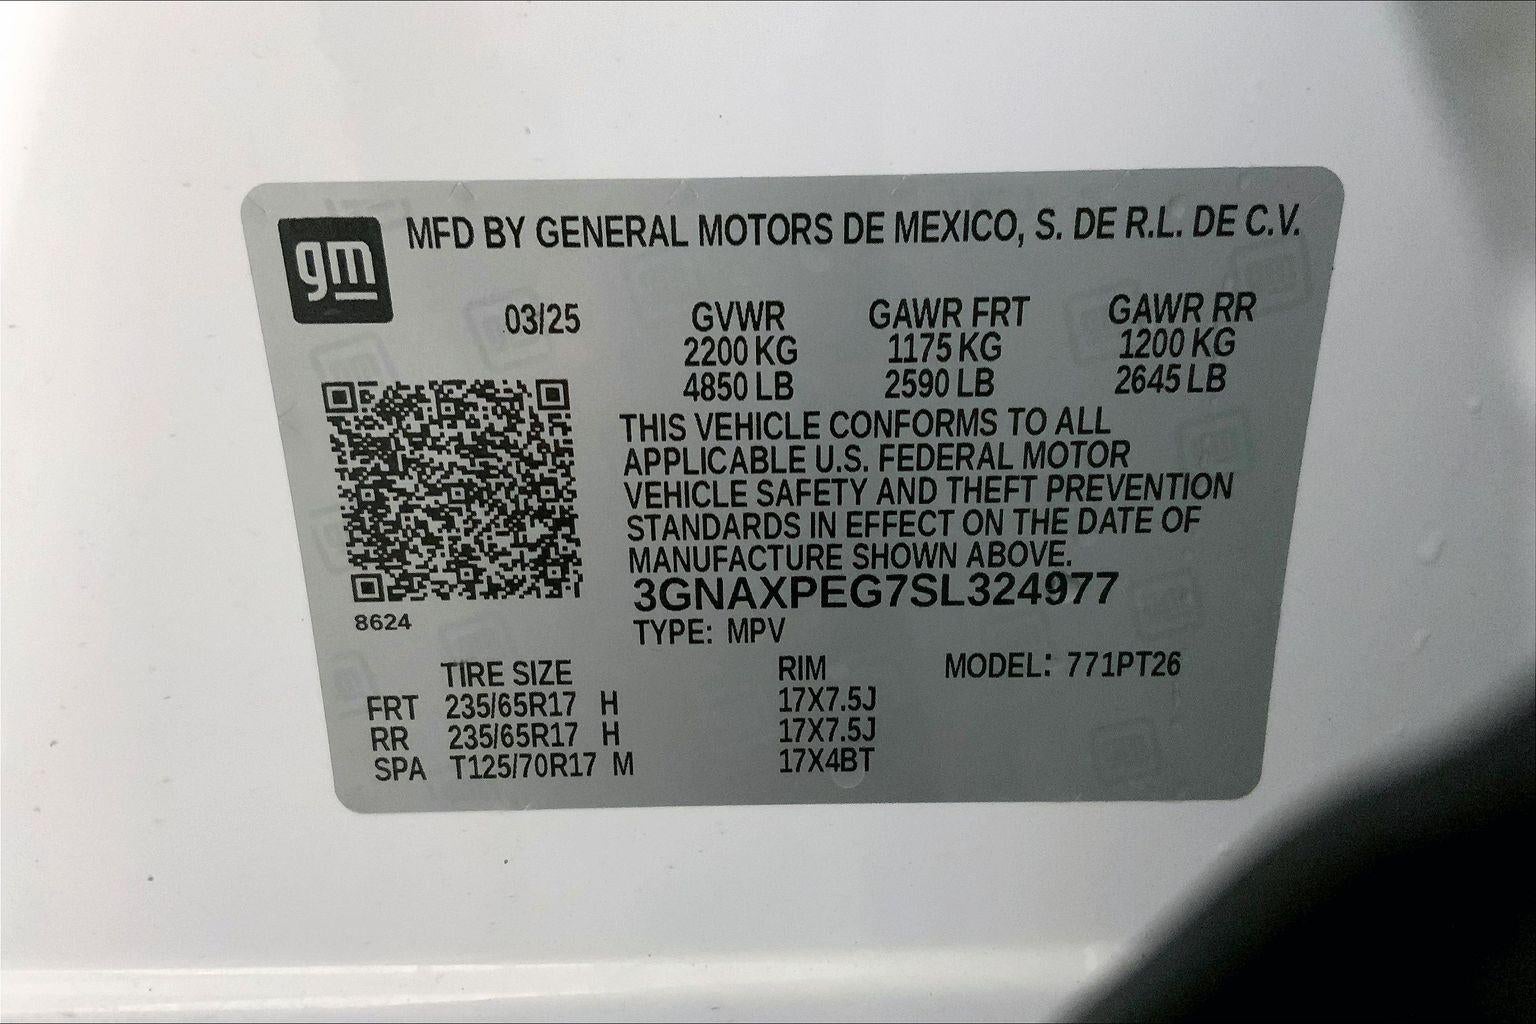 gm MFD BY GENERAL MOTORS DE MEXICO, S. DE R.L. DE C.V.
03/25 GVWR GAWR FRT GAWR RR
2200 KG 1175 KG 1200 KG
4850 LB 2590 LB 2645 LB
THIS VEHICLE CONFORMS TO ALL
APPLICABLE U.S. FEDERAL MOTOR
VEHICLE SAFETY AND THEFT PREVENTION
STANDARDS IN EFFECT ON THE DATE OF
MANUFACTURE SHOWN ABOVE.
3GNAXPEG7SL324977
8624
TYPE: MPV
TIRE SIZE RIM MODEL: 771PT26
FRT 235/65R17 H 17X7.5J
RR 235/65R17 H 17X7.5J
SPA T125/70R17 M 17X4BT